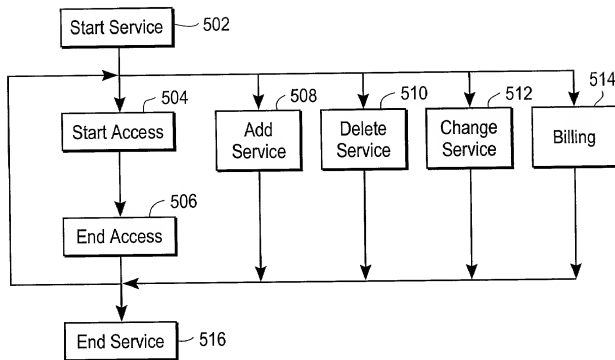 Start Service
502
504
Start Access
506
End Access
508
Add
Service
510
Delete
Service
512
Change
Service
514
Billing
End Service
516